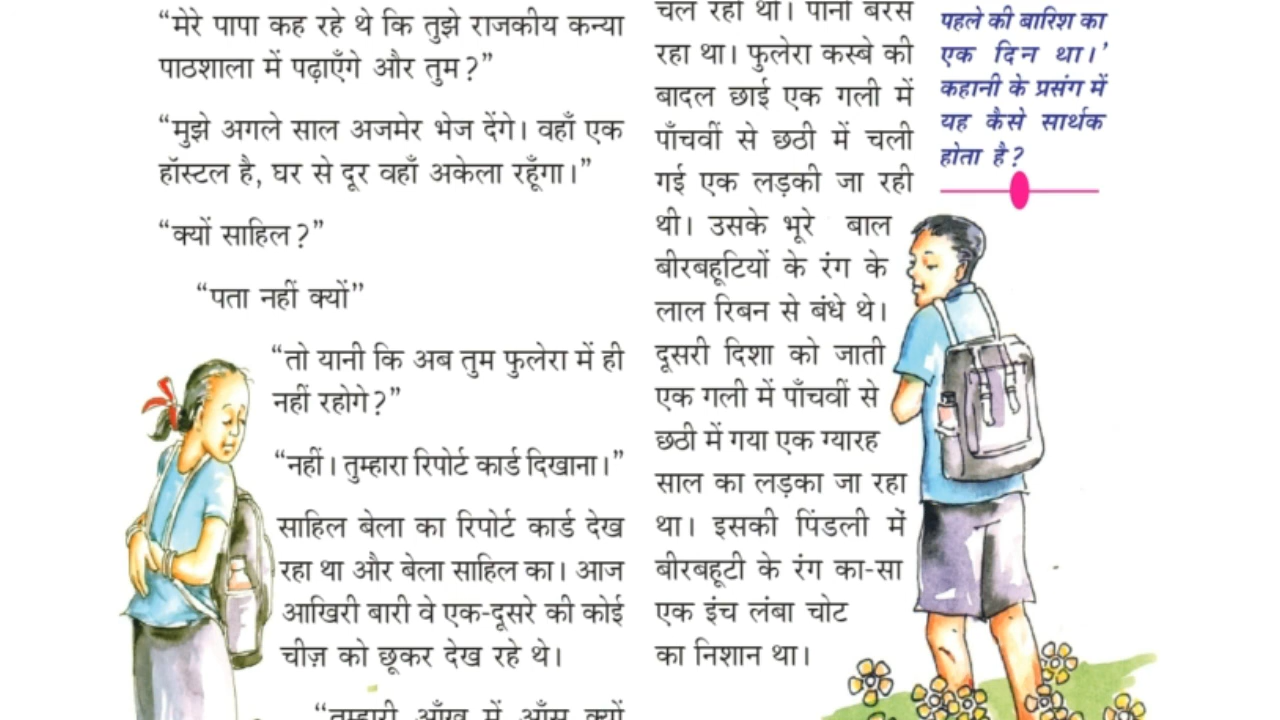 “मेरे पापा कह रहे थे कि तुझे राजकीय कन्या
पाठशाला में पढ़ाएँगे और तुम?”
“मुझे अगले साल अजमेर भेज देंगे। वहाँ एक
हॉस्टल है, घर से दूर वहाँ अकेला रहूँगा।”
“क्यों साहिल?”
“पता नहीं क्यों”
“तो यानी कि अब तुम फुलेरा में ही
नहीं रहोगे?”
“नहीं। तुम्हारा रिपोर्ट कार्ड दिखाना।”
साहिल बेला का रिपोर्ट कार्ड देख
रहा था और बेला साहिल का। आज
आखिरी बारी वे एक-दूसरे की कोई
चीज़ को छूकर देख रहे थे।
“तुम्हारी आँख में आँसू क्यों
चल रही थी। पानी बरस
रहा था। फुलेरा कस्बे की
बादल छाई एक गली में
पाँचवीं से छठी में चली
गई एक लड़की जा रही
थी। उसके भूरे बाल
बीरबहूटियों के रंग के
लाल रिबन से बंधे थे।
दूसरी दिशा को जाती
एक गली में पाँचवीं से
छठी में गया एक ग्यारह
साल का लड़का जा रहा
था। इसकी पिंडली में
बीरबहूटी के रंग का-सा
एक इंच लंबा चोट
का निशान था।
पहले की बारिश का
एक दिन था।’
कहानी के प्रसंग में
यह कैसे सार्थक
होता है?